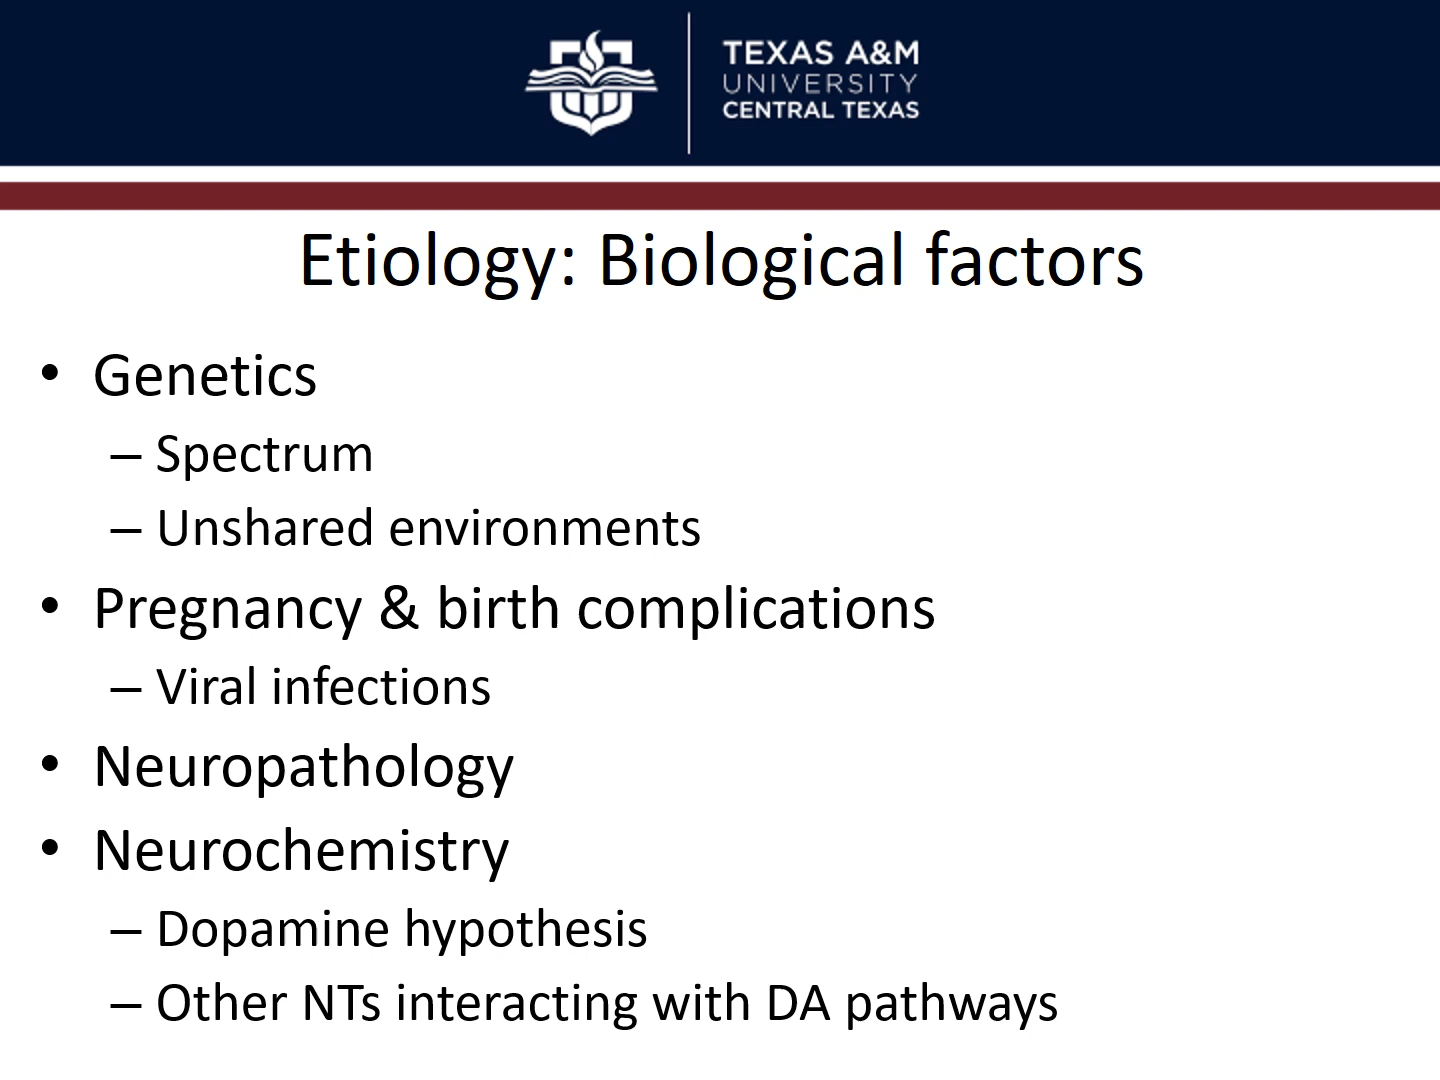 TEXAS A&M
UNIVERSITY
CENTRAL TEXAS
Etiology: Biological factors
• Genetics
– Spectrum
– Unshared environments
• Pregnancy & birth complications
– Viral infections
• Neuropathology
• Neurochemistry
– Dopamine hypothesis
– Other NTs interacting with DA pathways